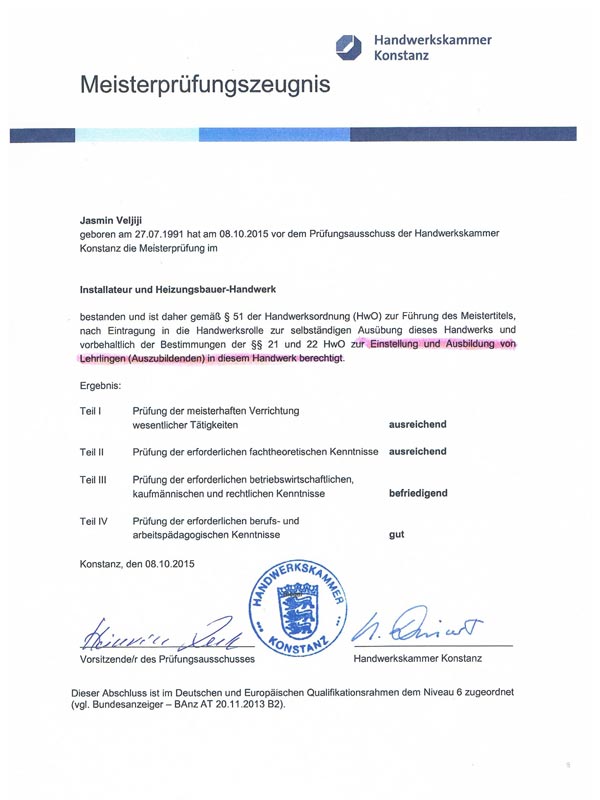 Handwerkskammer
Konstanz
Meisterprüfungszeugnis
Jasmin Veljiji
geboren am 27.07.1991 hat am 08.10.2015 vor dem Prüfungsausschuss der Handwerkskammer
Konstanz die Meisterprüfung im
Installateur und Heizungsbauer-Handwerk
bestanden und ist daher gemäß § 51 der Handwerksordnung (HwO) zur Führung des Meistertitels,
nach Eintragung in die Handwerksrolle zur selbständigen Ausübung dieses Handwerks und
vorbehaltlich der Bestimmungen der §§ 21 und 22 HwO zur Einstellung und Ausbildung von
Lehrlingen (Auszubildenden) in diesem Handwerk berechtigt.
Ergebnis:
Teil I Prüfung der meisterhaften Verrichtung
wesentlicher Tätigkeiten ausreichend
Teil II Prüfung der erforderlichen fachtheoretischen Kenntnisse ausreichend
Teil III Prüfung der erforderlichen betriebswirtschaftlichen,
kaufmännischen und rechtlichen Kenntnisse befriedigend
Teil IV Prüfung der erforderlichen berufs- und
arbeitspädagogischen Kenntnisse gut
Konstanz, den 08.10.2015
HANDWERKSKAMMER
KONSTANZ
Vorsitzende/r des Prüfungsausschusses Handwerkskammer Konstanz
Dieser Abschluss ist im Deutschen und Europäischen Qualifikationsrahmen dem Niveau 6 zugeordnet
(vgl. Bundesanzeiger – BAnz AT 20.11.2013 B2).